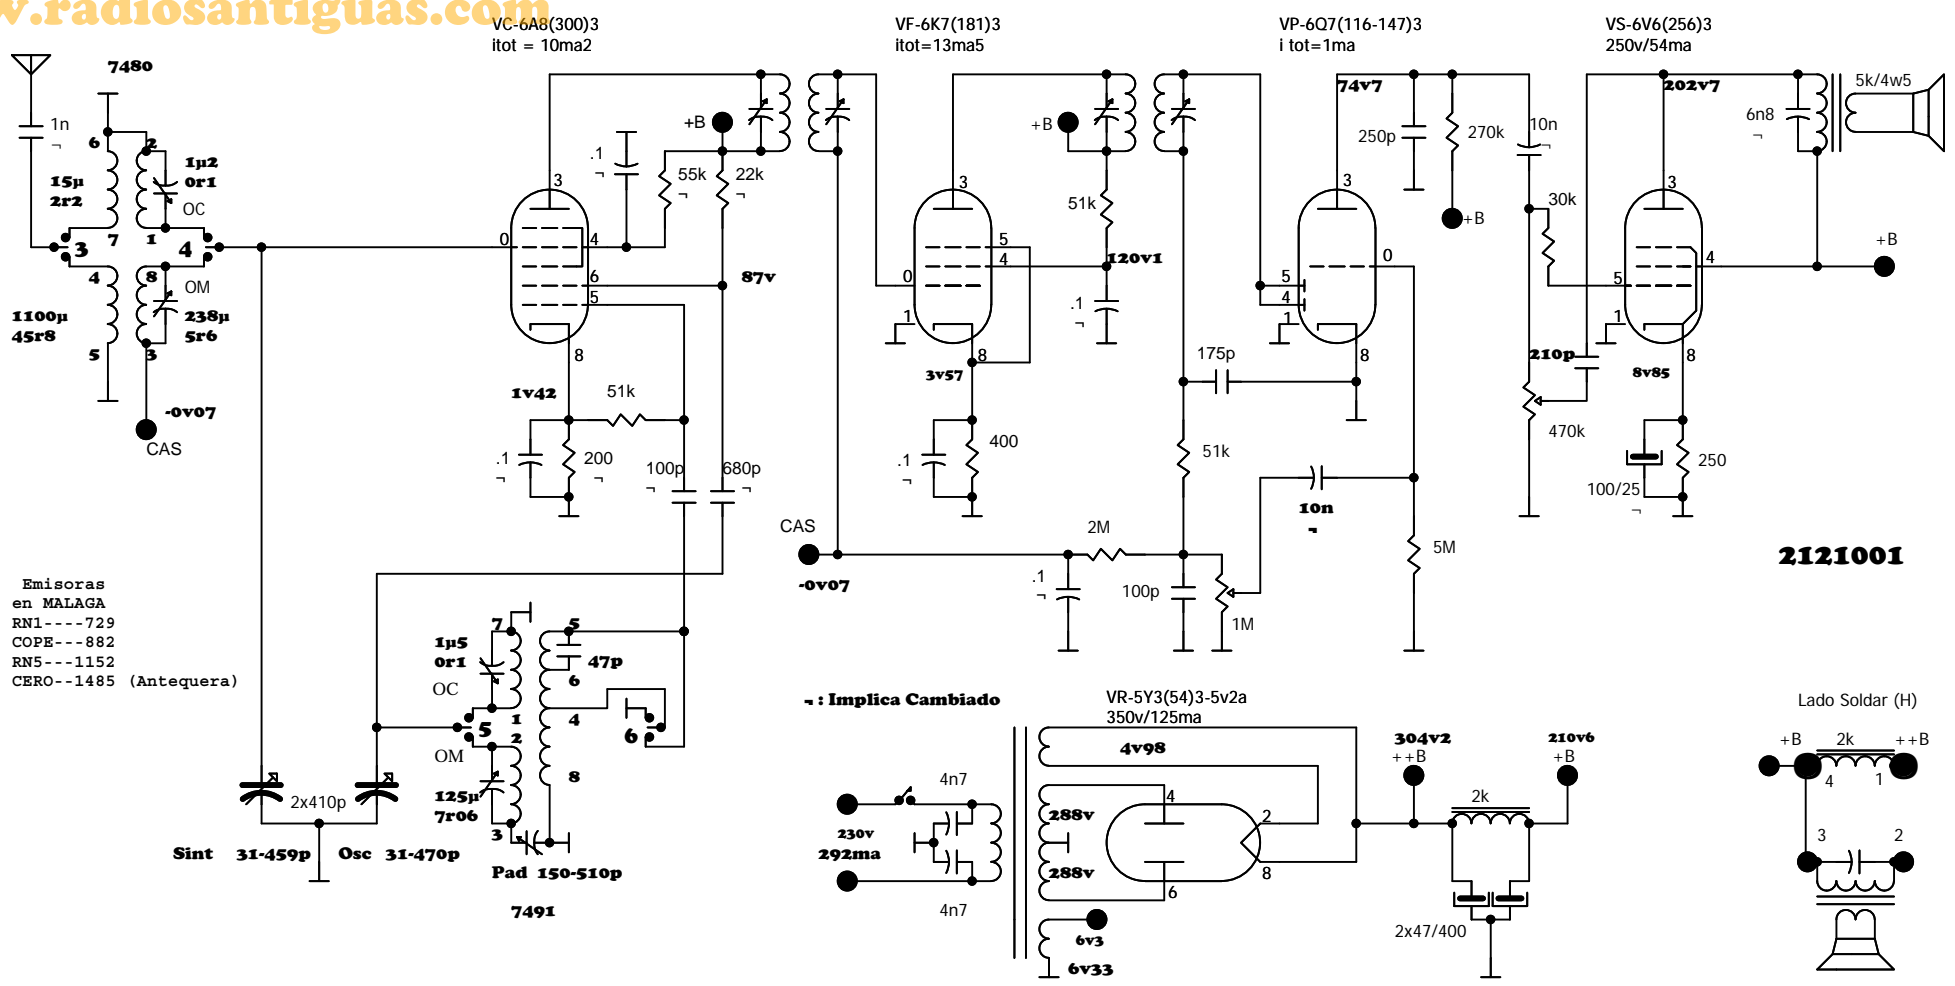 w.radiosantiguas.com
VC-6A8(300)3
itot = 10ma2
VF-6K7(181)3
itot=13ma5
VP-6Q7(116-147)3
i tot=1ma
VS-6V6(256)3
250v/54ma
7480
1n
¬
6
2
15µ
2r2
1µ2
0r1
OC
7
1
3
4
4
8
OM
1100µ
45r8
238µ
5r6
5
3
-0v07
CAS
3
0
4
6
5
8
.1
¬
55k
¬
22k
+B
87v
1v42
51k
.1
¬
200
¬
100p
¬
680p
¬
3
0
5
4
1
8
3v57
.1
¬
400
+B
51k
120v1
.1
¬
3
74v7
0
5
4
1
8
250p
270k
+B
10n
¬
175p
51k
10n
¬
5M
CAS
-0v07
2M
.1
¬
100p
1M
30k
3
202v7
5
4
1
8
210p
8v85
470k
100/25
¬
250
6n8
¬
5k/4w5
+B
2121001
Emisoras
en MALAGA
RN1----729
COPE---882
RN5---1152
CERO--1485 (Antequera)
7
5
1µ5
0r1
47p
OC
6
1
4
5
6
2
OM
125µ
7r06
8
3
2x410p
Sint 31-459p
Osc 31-470p
Pad 150-510p
7491
¬ : Implica Cambiado
VR-5Y3(54)3-5v2a
350v/125ma
4v98
4n7
230v
292ma
4n7
288v
288v
4
2
6
8
6v3
6v33
304v2
++B
210v6
+B
2k
2x47/400
Lado Soldar (H)
+B
2k
++B
4
1
3
2